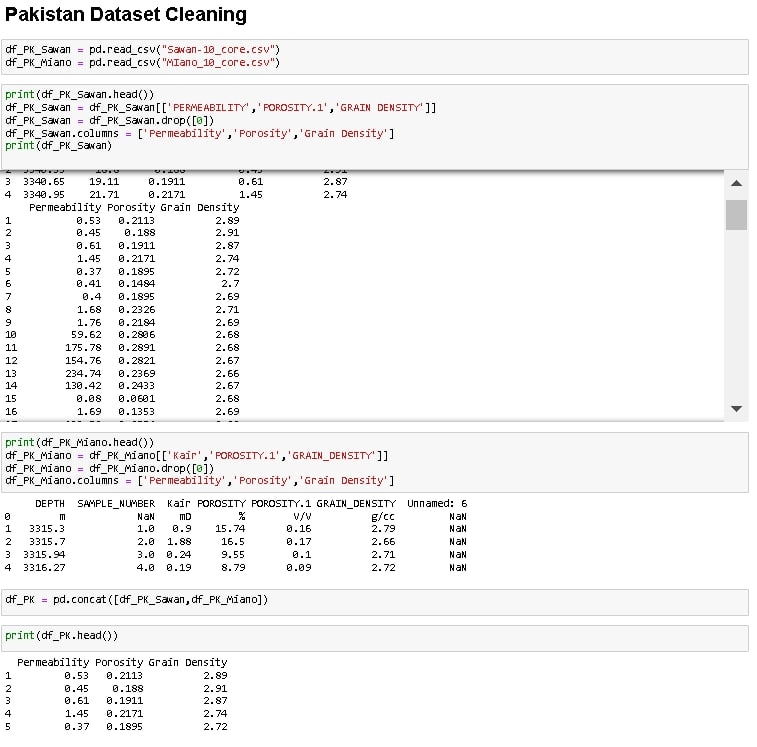 Pakistan Dataset Cleaning
df_PK_Sawan = pd.read_csv("Sawan-10_core.csv")
df_PK_Miano = pd.read_csv("MIano_10_core.csv")
print(df_PK_Sawan.head())
df_PK_Sawan = df_PK_Sawan[['PERMEABILITY','POROSITY.1','GRAIN DENSITY']]
df_PK_Sawan = df_PK_Sawan.drop([0])
df_PK_Sawan.columns = ['Permeability','Porosity','Grain Density']
print(df_PK_Sawan)
3 3340.65 19.11 0.1911 0.61 2.87
4 3340.95 21.71 0.2171 1.45 2.74
Permeability Porosity Grain Density
1 0.53 0.2113 2.89
2 0.45 0.188 2.91
3 0.61 0.1911 2.87
4 1.45 0.2171 2.74
5 0.37 0.1895 2.72
6 0.41 0.1484 2.7
7 0.4 0.1895 2.69
8 1.68 0.2326 2.71
9 1.76 0.2184 2.69
10 59.62 0.2806 2.68
11 175.78 0.2891 2.68
12 154.76 0.2821 2.67
13 234.74 0.2369 2.66
14 130.42 0.2433 2.67
15 0.08 0.0601 2.68
16 1.69 0.1353 2.69
print(df_PK_Miano.head())
df_PK_Miano = df_PK_Miano[['Kair','POROSITY.1','GRAIN_DENSITY']]
df_PK_Miano = df_PK_Miano.drop([0])
df_PK_Miano.columns = ['Permeability','Porosity','Grain Density']
DEPTH SAMPLE_NUMBER Kair POROSITY POROSITY.1 GRAIN_DENSITY Unnamed: 6
0 m NaN mD % V/V g/cc NaN
1 3315.3 1.0 0.9 15.74 0.16 2.79 NaN
2 3315.7 2.0 1.88 16.5 0.17 2.66 NaN
3 3315.94 3.0 0.24 9.55 0.1 2.71 NaN
4 3316.27 4.0 0.19 8.79 0.09 2.72 NaN
df_PK = pd.concat([df_PK_Sawan,df_PK_Miano])
print(df_PK.head())
Permeability Porosity Grain Density
1 0.53 0.2113 2.89
2 0.45 0.188 2.91
3 0.61 0.1911 2.87
4 1.45 0.2171 2.74
5 0.37 0.1895 2.72